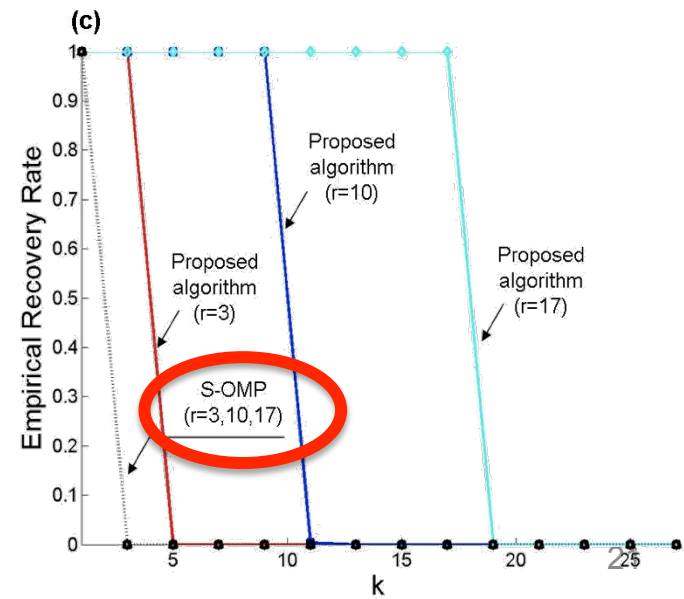 (c)
1
0.9
0.8
0.7
0.6
0.5
0.4
0.3
0.2
0.1
0
Empirical Recovery Rate
Proposed
algorithm
(r=10)
Proposed
algorithm
(r=3)
Proposed
algorithm
(r=17)
S-OMP
(r=3,10,17)
5 10 15 20 25
k